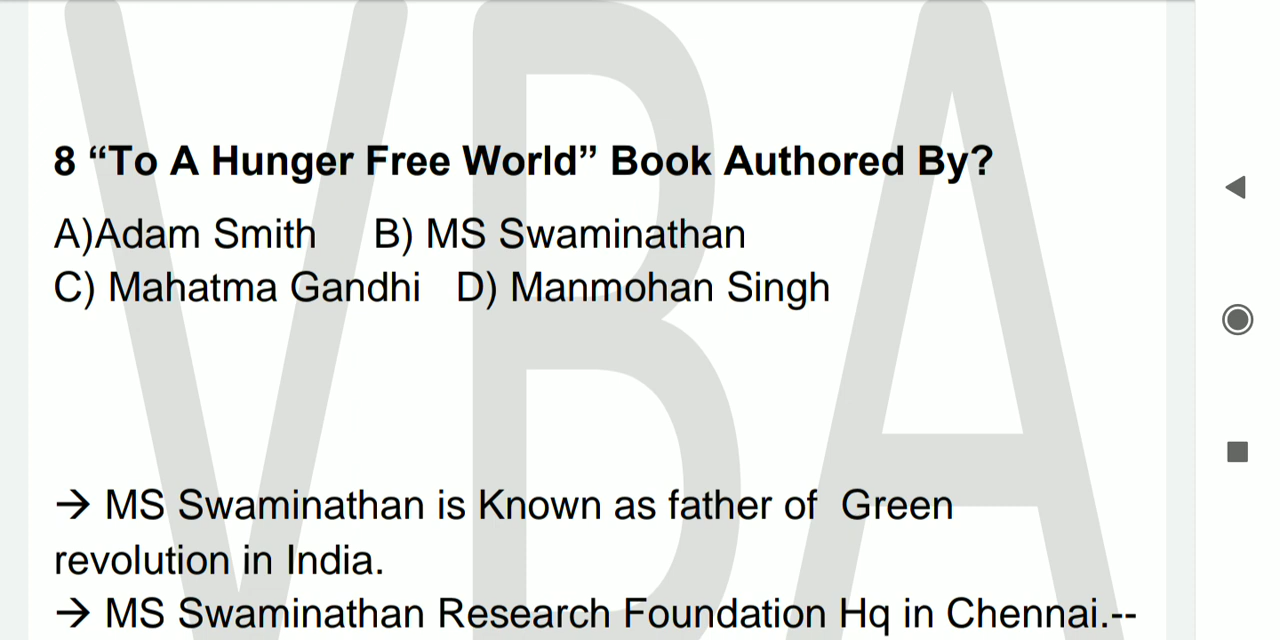 8 “To A Hunger Free World” Book Authored By?
A)Adam Smith B) MS Swaminathan
C) Mahatma Gandhi D) Manmohan Singh
→ MS Swaminathan is Known as father of Green
revolution in India.
→ MS Swaminathan Research Foundation Hq in Chennai.--
VBA